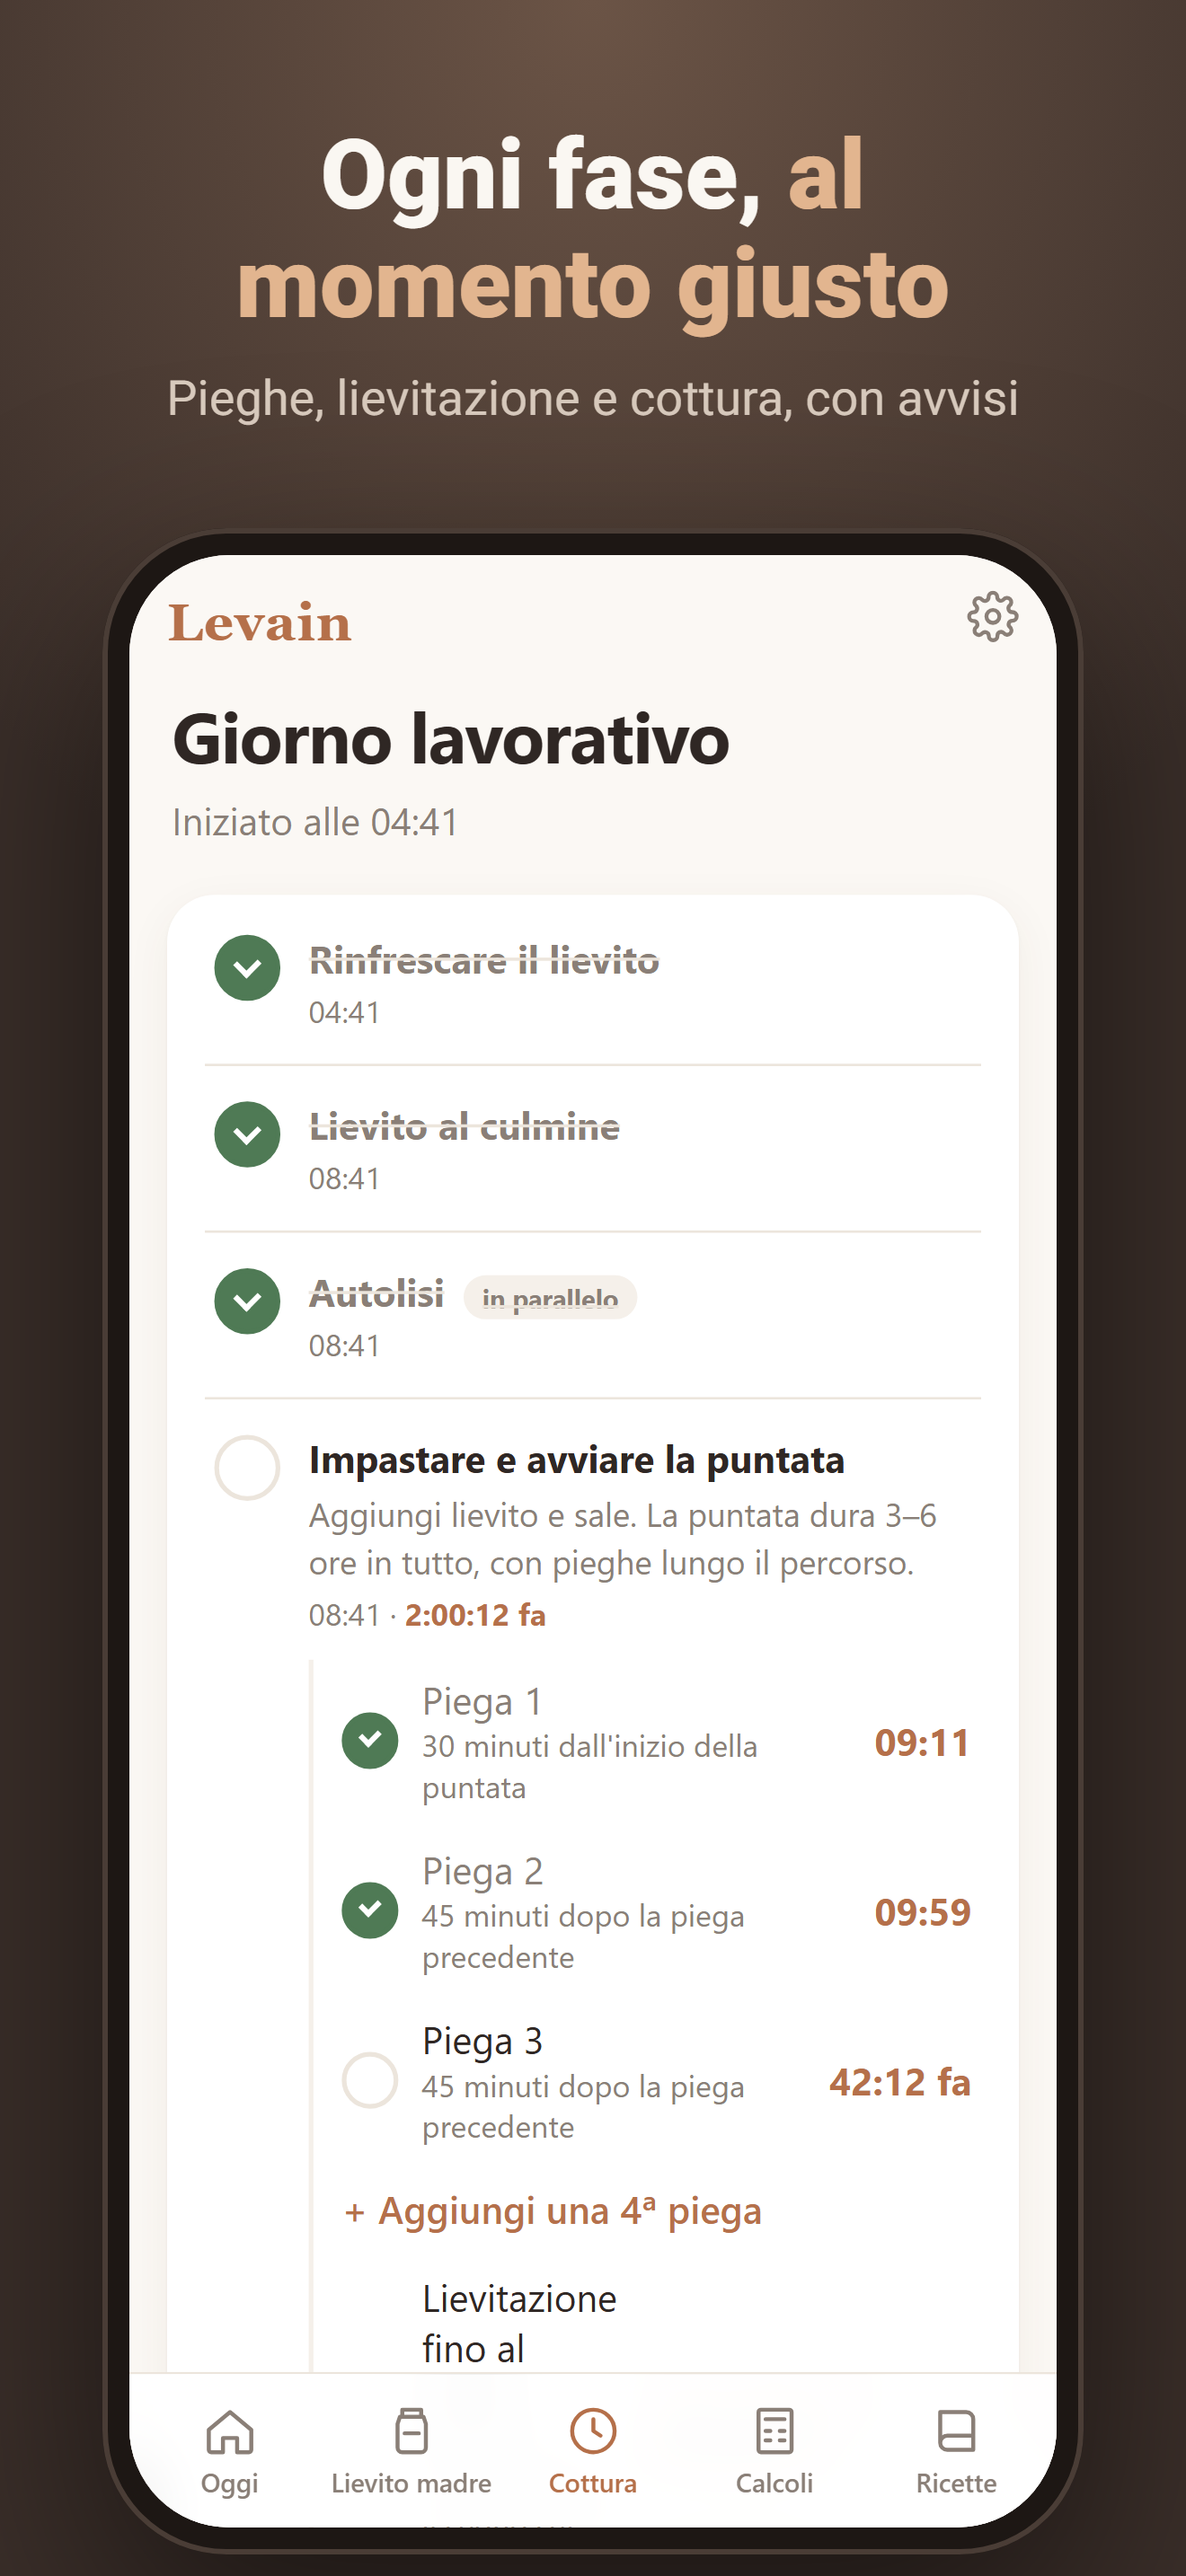 Ogni fase, al
momento giusto
Pieghe, lievitazione e cottura, con avvisi
Levain
Giorno lavorativo
Iniziato alle 04:41
Rinfrescare il lievito
04:41
Lievito al culmine
08:41
Autolisi in parallelo
08:41
Impastare e avviare la puntata
Aggiungi lievito e sale. La puntata dura 3–6
ore in tutto, con pieghe lungo il percorso.
08:41 · 2:00:12 fa
Piega 1
30 minuti dall'inizio della
puntata
09:11
Piega 2
45 minuti dopo la piega
precedente
09:59
Piega 3
45 minuti dopo la piega
precedente
42:12 fa
+ Aggiungi una 4ª piega
Lievitazione
fino al
Oggi
Lievito madre
Cottura
Calcoli
Ricette